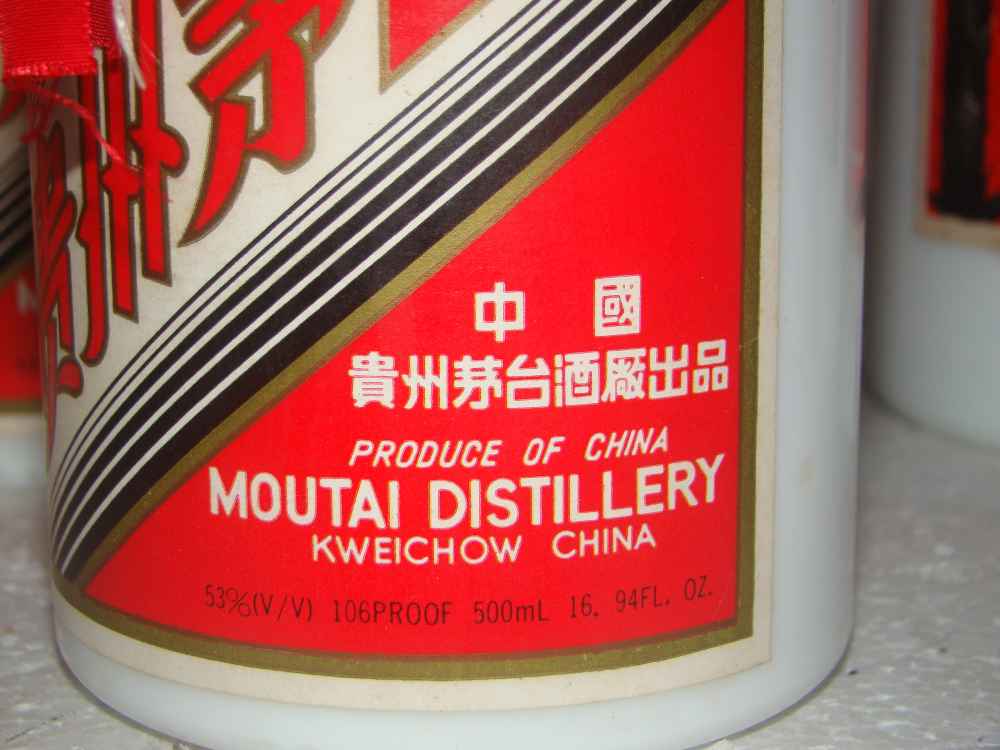 中國
貴州茅台酒廠出品
PRODUCE OF CHINA
MOUTAI DISTILLERY
KWEICHOW CHINA
53%(V/V) 106PROOF 500mL 16. 94FL. OZ.